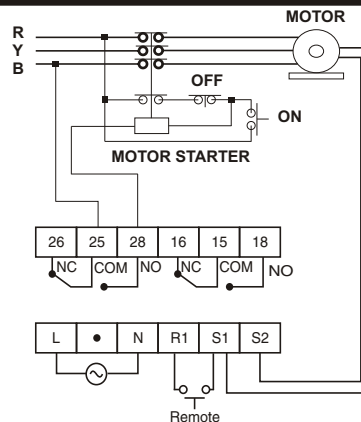 MOTOR
R
Y
B
OFF
ON
MOTOR STARTER
26 25 28 16 15 18
NC COM NO NC COM NO
L • N R1 S1 S2
Remote